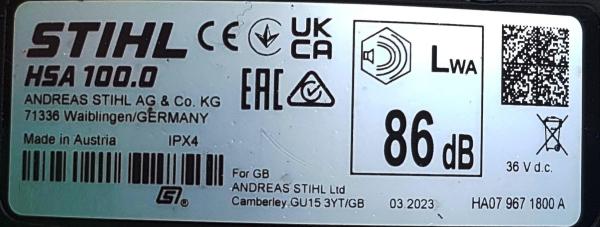 STIHL
HSA 100.0
ANDREAS STIHL AG & Co. KG
71336 Waiblingen/GERMANY
Made in Austria IPX4
CE UK CA
EAC
LWA
86 dB
36 V d.c.
For GB
ANDREAS STIHL Ltd
Camberley.GU15 3YT/GB
03.2023 HA07 967 1800 A